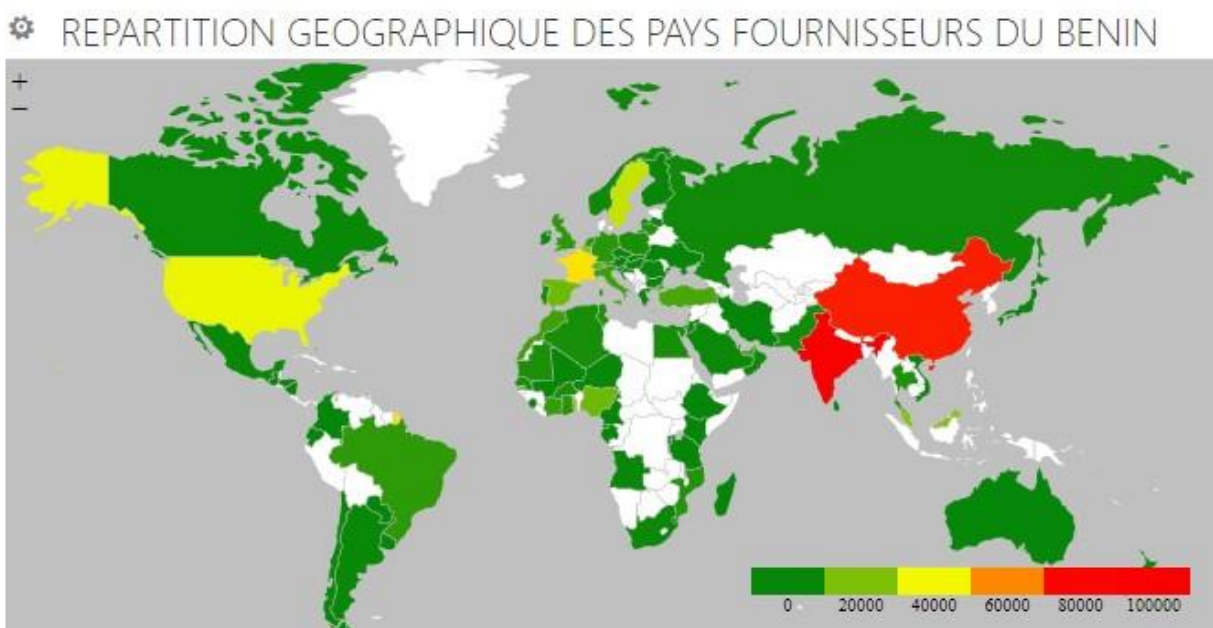 REPARTITION GEOGRAPHIQUE DES PAYS FOURNISSEURS DU BENIN
+
−
0 20000 40000 60000 80000 100000